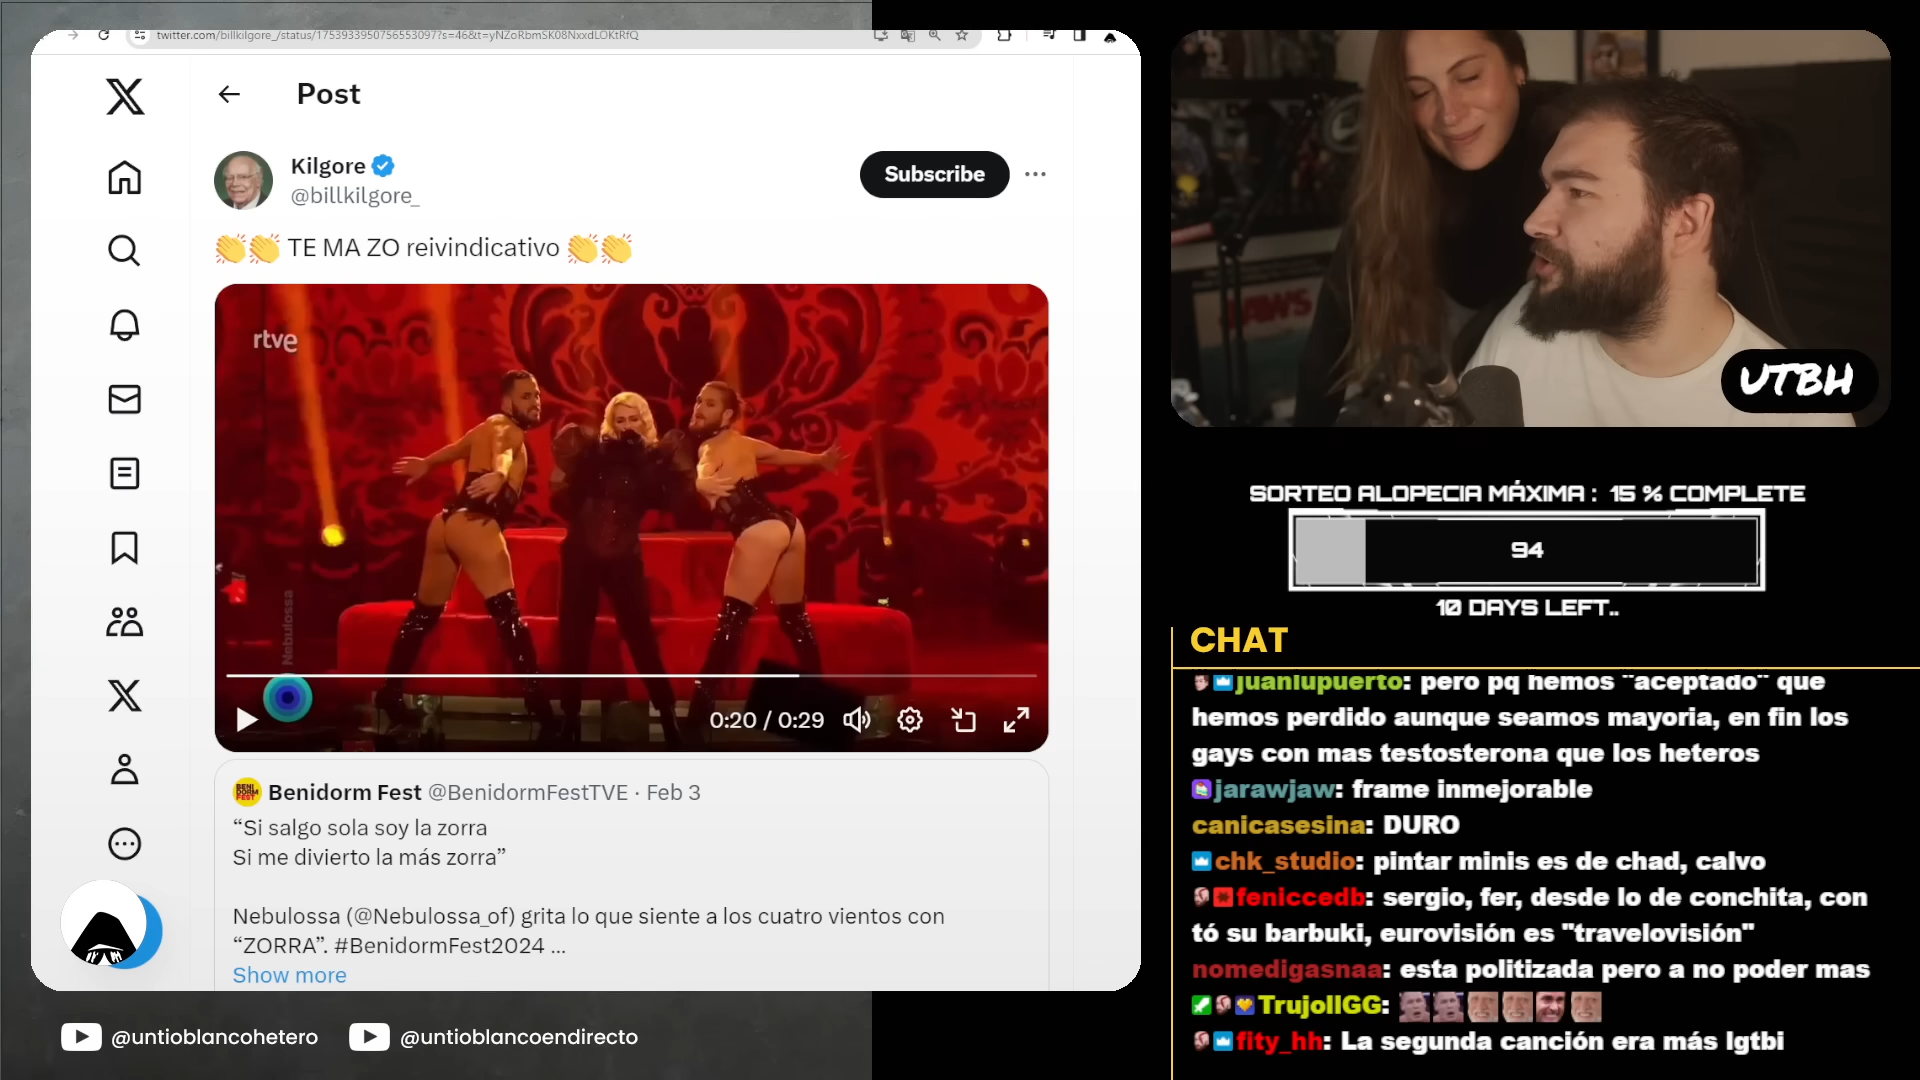 twitter.com/billkilgore_/status/1753933950756553097?s=46&t=yNZoRbmSK08NxxdLOKtRfQ
Post
Kilgore
@billkilgore_
Subscribe
👏👏 TE MA ZO reivindicativo 👏👏
rtve
Nebulossa
0:20 / 0:29
BENIDORM FEST
Benidorm Fest @BenidormFestTVE · Feb 3
“Si salgo sola soy la zorra
Si me divierto la más zorra”
Nebulossa (@Nebulossa_of) grita lo que siente a los cuatro vientos con
“ZORRA”. #BenidormFest2024 ...
Show more
@untioblancohetero
@untioblancoendirecto
JAWS
UTBH
SORTEO ALOPECIA MÁXIMA : 15 % COMPLETE
94
10 DAYS LEFT..
CHAT
juanlupuerto: pero pq hemos "aceptado" que
hemos perdido aunque seamos mayoria, en fin los
gays con mas testosterona que los heteros
jarawjaw: frame inmejorable
canicasesina: DURO
chk_studio: pintar minis es de chad, calvo
feniccedb: sergio, fer, desde lo de conchita, con
tó su barbuki, eurovisión es "travelovisión"
nomedigasnaa: esta politizada pero a no poder mas
TrujollGG:
fity_hh: La segunda canción era más lgtbi